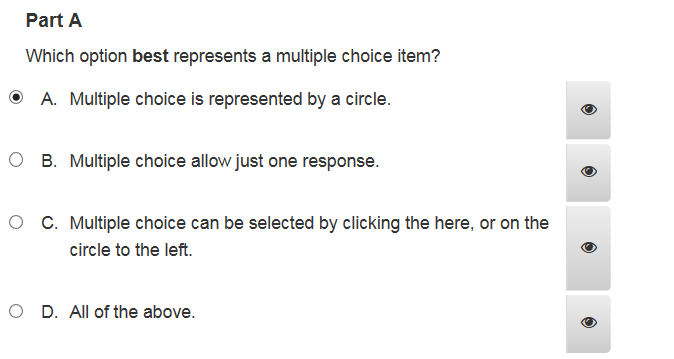 Part A
Which option best represents a multiple choice item?
A. Multiple choice is represented by a circle.
B. Multiple choice allow just one response.
C. Multiple choice can be selected by clicking the here, or on the
circle to the left.
D. All of the above.